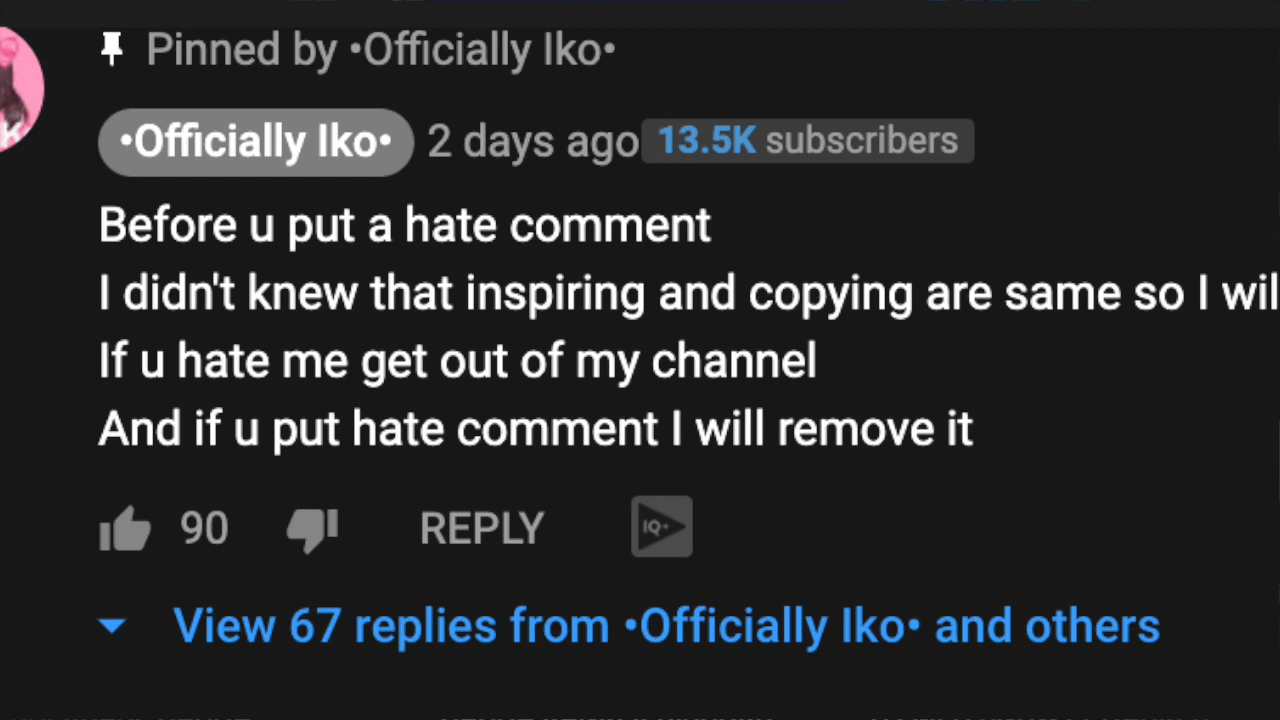 Pinned by •Officially Iko•
•Officially Iko• 2 days ago 13.5K subscribers
Before u put a hate comment
I didn't knew that inspiring and copying are same so I wil
If u hate me get out of my channel
And if u put hate comment I will remove it
90 REPLY IQ+
View 67 replies from •Officially Iko• and others